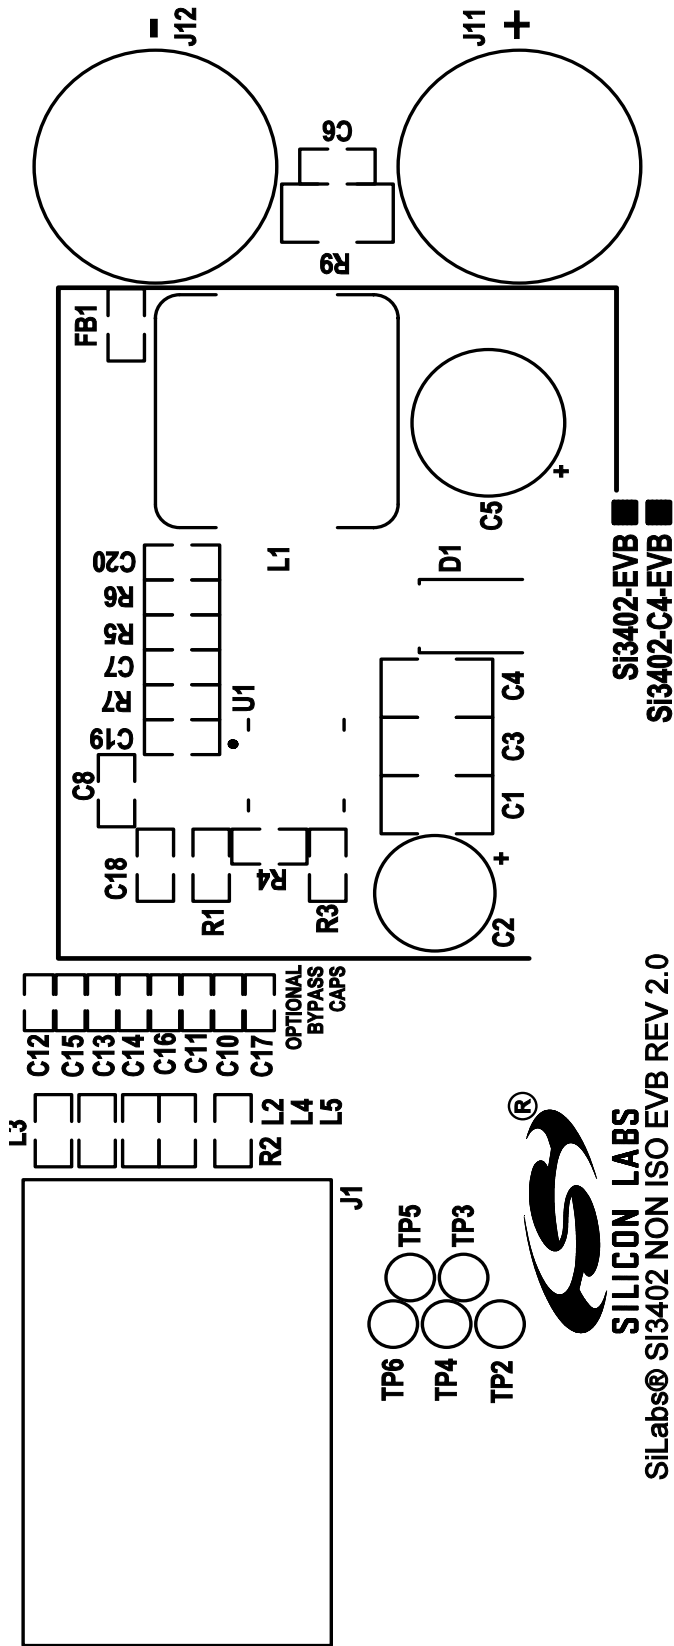 -
J12
J11
+
C6
R9
FB1
+
C5
L1
D1
Si3402-EVB
Si3402-C4-EVB
C20
R6
R5
C7
R7
C19
U1
C4
C3
C1
C8
C18
R1
R4
R3
+
C2
OPTIONAL
BYPASS
CAPS
C12
C15
C13
C14
C16
C11
C10
C17
L3
L2
L4
L5
R2
J1
TP5
TP3
TP6
TP4
TP2
®
SILICON LABS
SiLabs® SI3402 NON ISO EVB REV 2.0